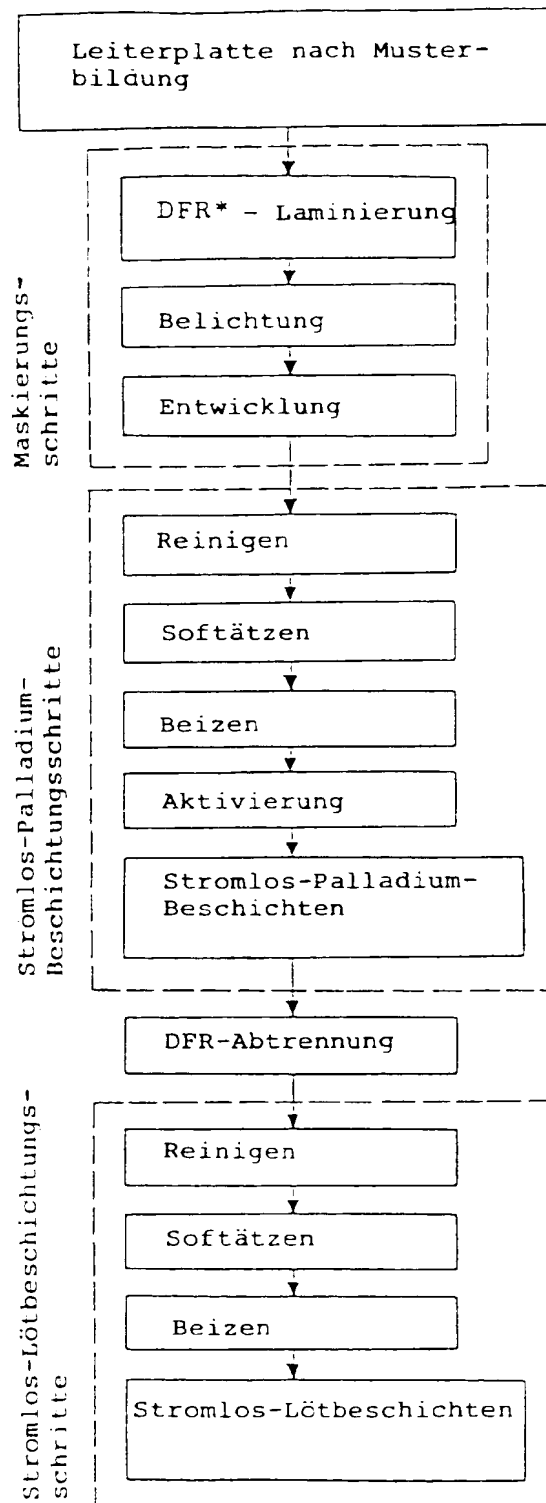 Leiterplatte nach Muster-
bildung
Maskierungs-
schritte
DFR* - Laminierung
Belichtung
Entwicklung
Stromlos-Palladium-
Beschichtungsschritte
Reinigen
Softätzen
Beizen
Aktivierung
Stromlos-Palladium-
Beschichten
DFR-Abtrennung
Stromlos-Lötbeschichtungs-
schritte
Reinigen
Softätzen
Beizen
Stromlos-Lötbeschichten